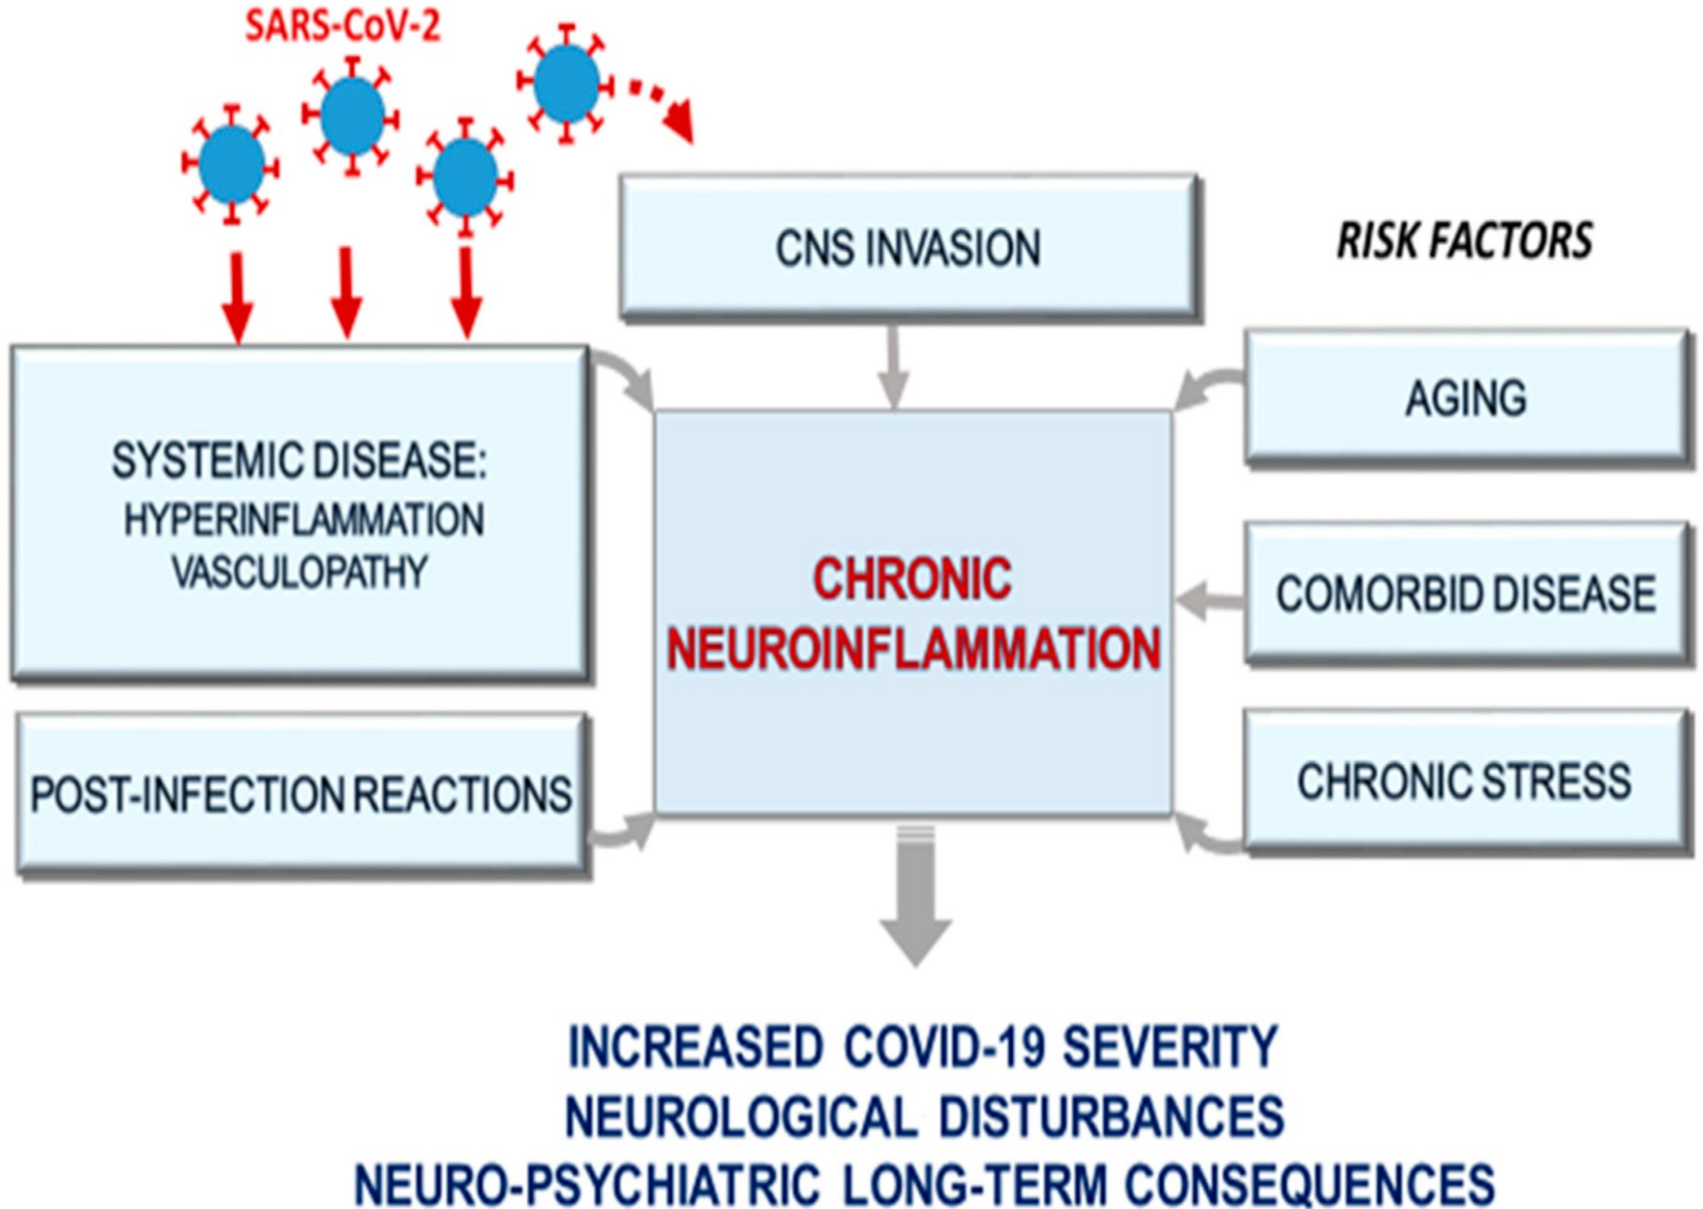 SARS-CoV-2
CNS INVASION
RISK FACTORS
SYSTEMIC DISEASE:
HYPERINFLAMMATION
VASCULOPATHY
POST-INFECTION REACTIONS
CHRONIC
NEUROINFLAMMATION
AGING
COMORBID DISEASE
CHRONIC STRESS
INCREASED COVID-19 SEVERITY
NEUROLOGICAL DISTURBANCES
NEURO-PSYCHIATRIC LONG-TERM CONSEQUENCES